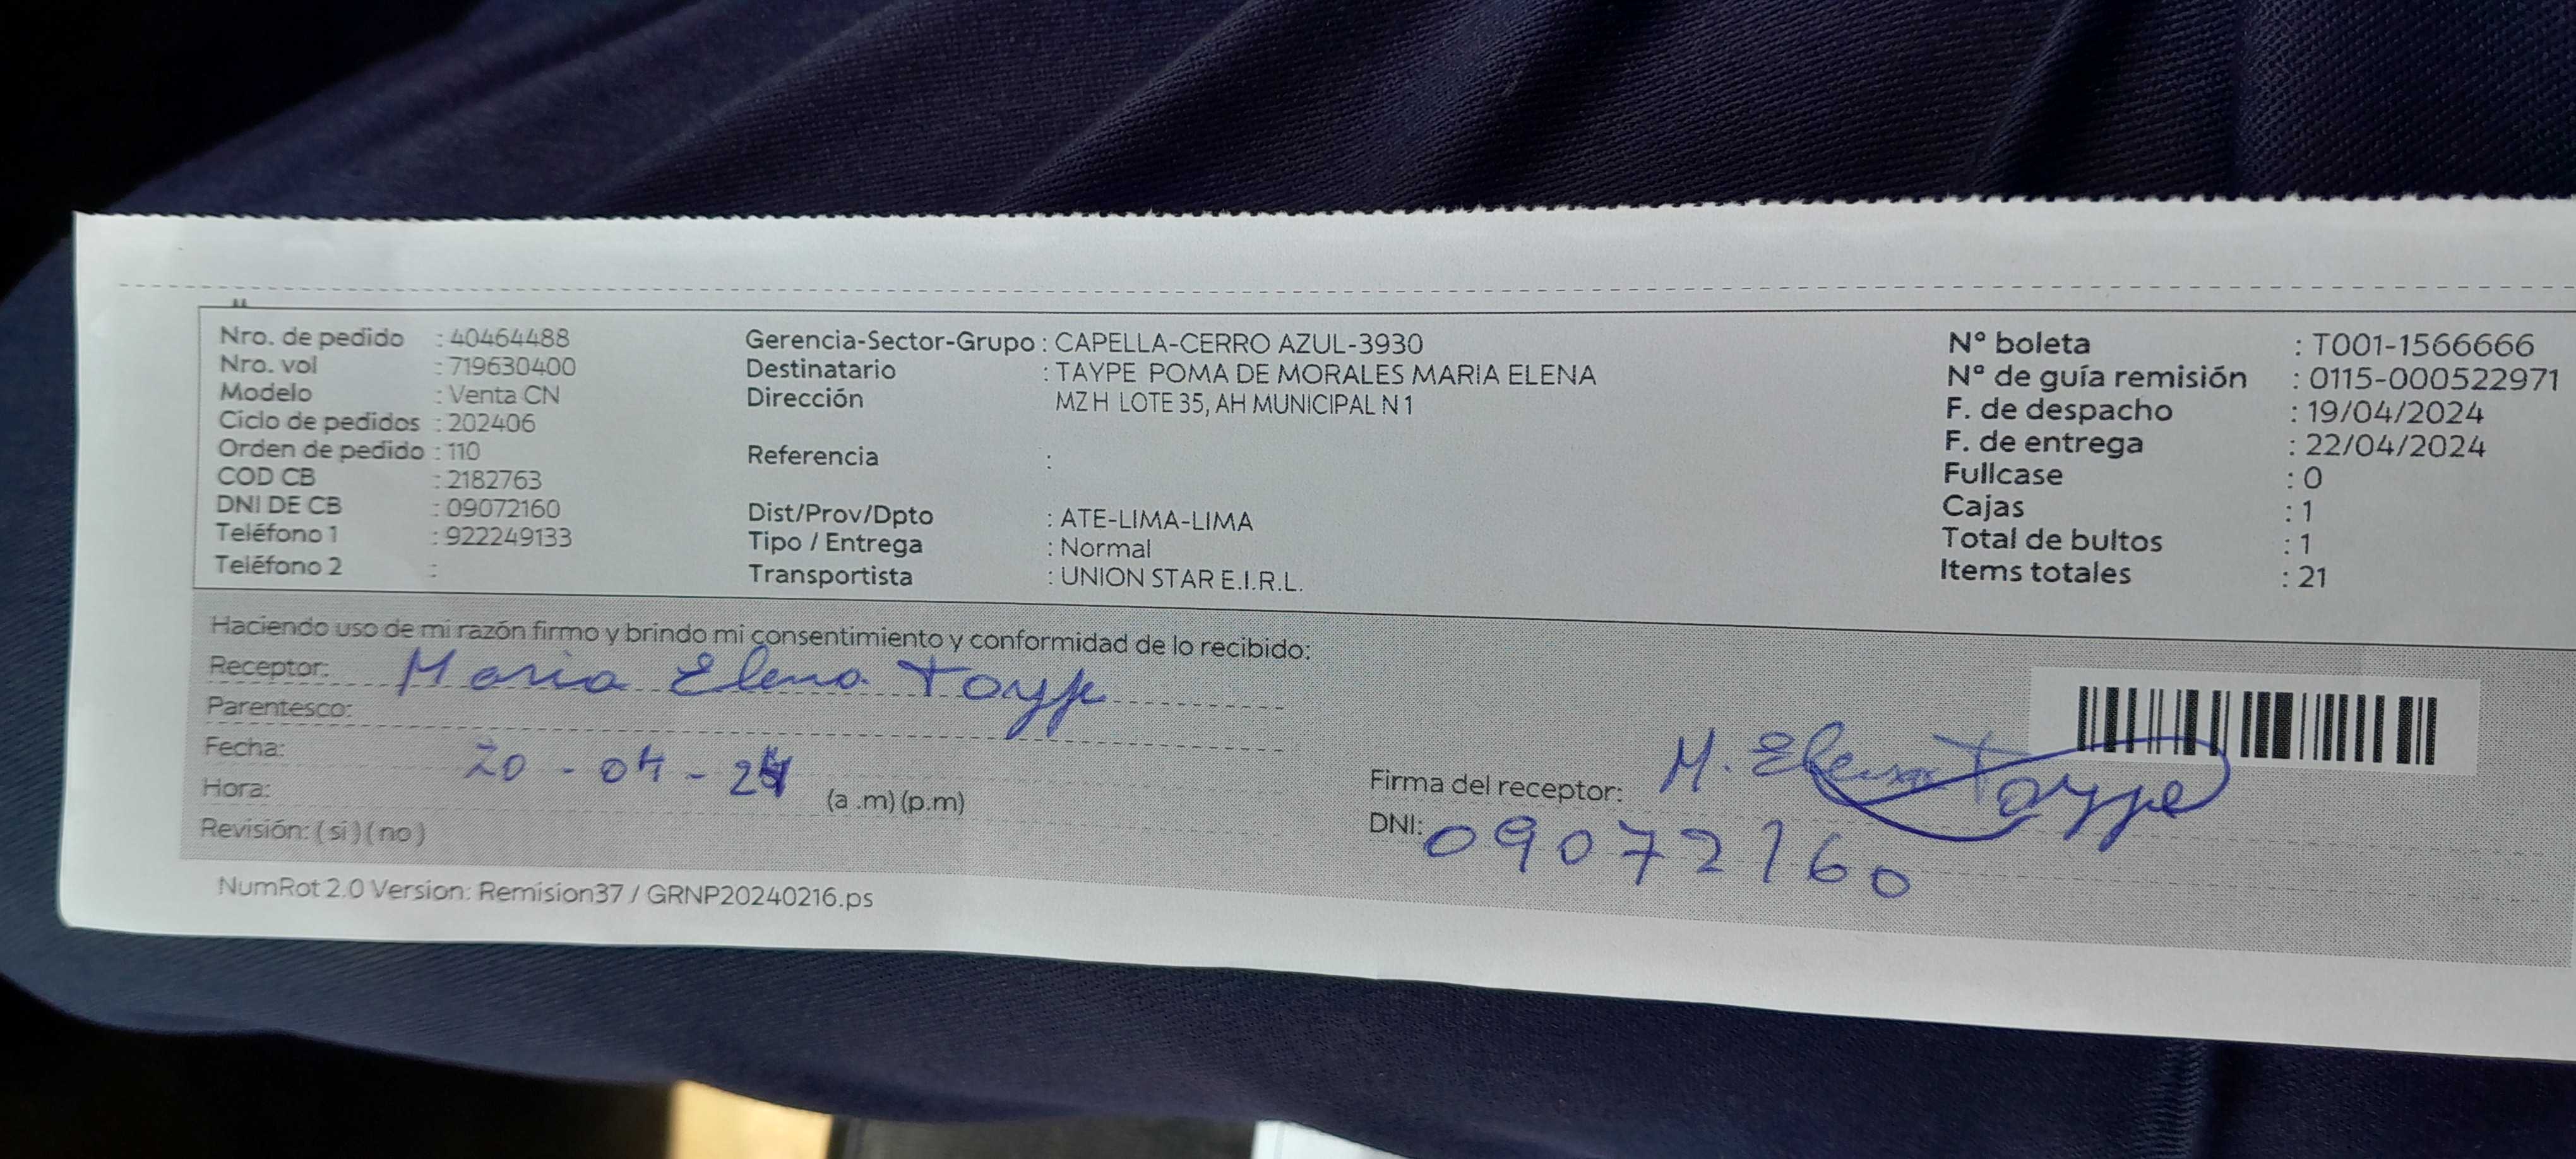 Nro. de pedido : 40464488
Nro. vol : 719630400
Modelo : Venta CN
Ciclo de pedidos : 202406
Orden de pedido : 110
COD CB : 2182763
DNI DE CB : 09072160
Teléfono 1 : 922249133
Teléfono 2 :
Gerencia-Sector-Grupo : CAPELLA-CERRO AZUL-3930
Destinatario : TAYPE POMA DE MORALES MARIA ELENA
Dirección MZ H LOTE 35, AH MUNICIPAL N 1
Referencia :
Dist/Prov/Dpto : ATE-LIMA-LIMA
Tipo / Entrega : Normal
Transportista : UNION STAR E.I.R.L.
N° boleta : T001-1566666
N° de guía remisión : 0115-000522971
F. de despacho : 19/04/2024
F. de entrega : 22/04/2024
Fullcase : 0
Cajas : 1
Total de bultos : 1
Items totales : 21
Haciendo uso de mi razón firmo y brindo mi consentimiento y conformidad de lo recibido:
Receptor: Maria Elena Taype
Parentesco:
Fecha: 20-04-24
Hora: (a .m) (p.m)
Revisión: ( si ) ( no )
Firma del receptor: M. Elena Taype
DNI: 09072160
NumRot 2.0 Version: Remision37 / GRNP20240216.ps